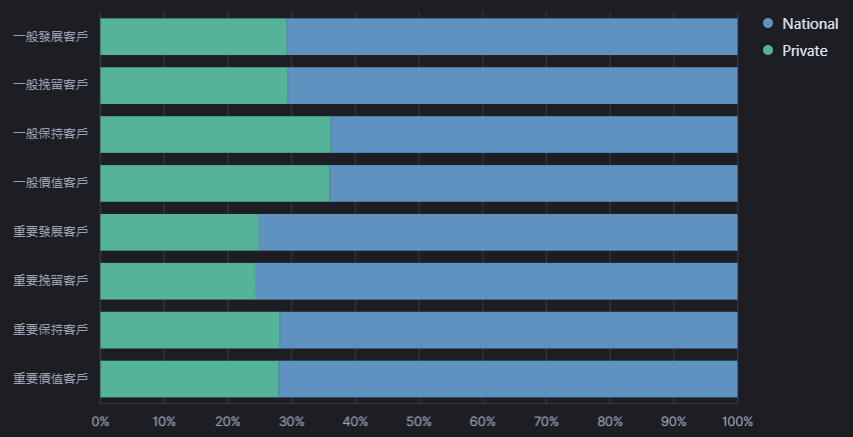 National
Private
一般發展客戶
一般挽留客戶
一般保持客戶
一般價值客戶
重要發展客戶
重要挽留客戶
重要保持客戶
重要價值客戶
0% 10% 20% 30% 40% 50% 60% 70% 80% 90% 100%